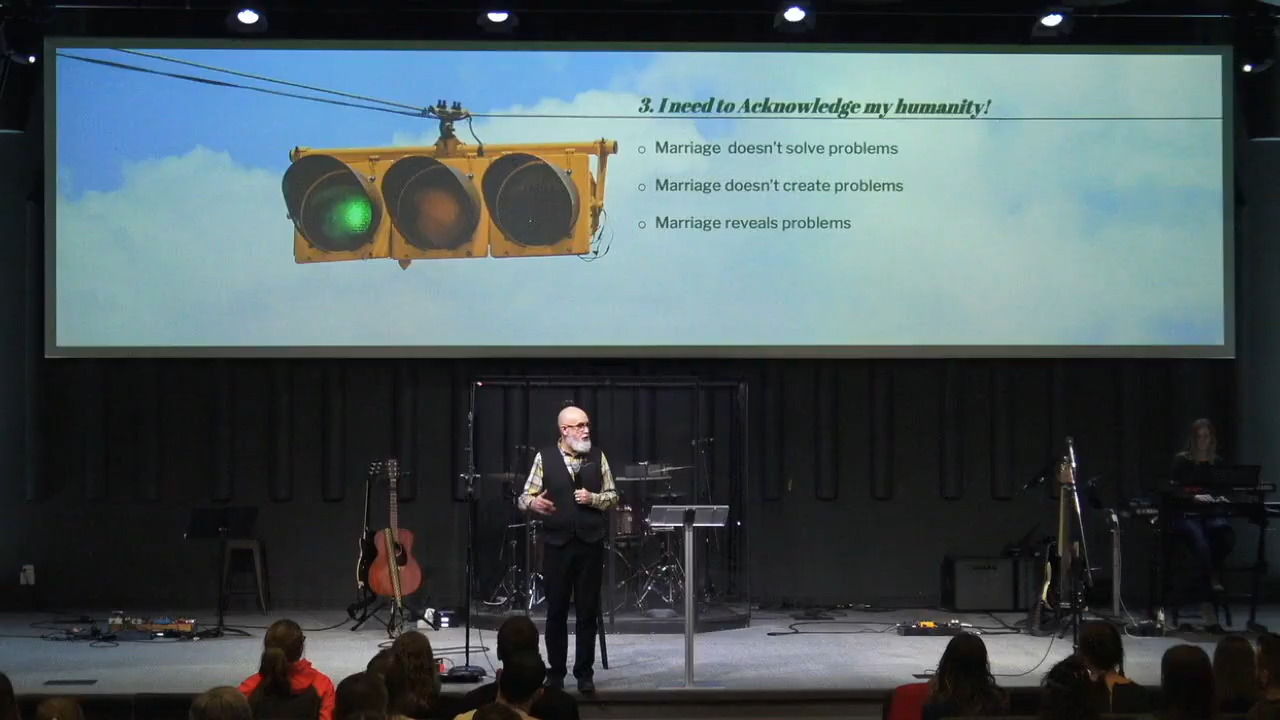 3. I need to Acknowledge my humanity!
Marriage doesn't solve problems
Marriage doesn't create problems
Marriage reveals problems